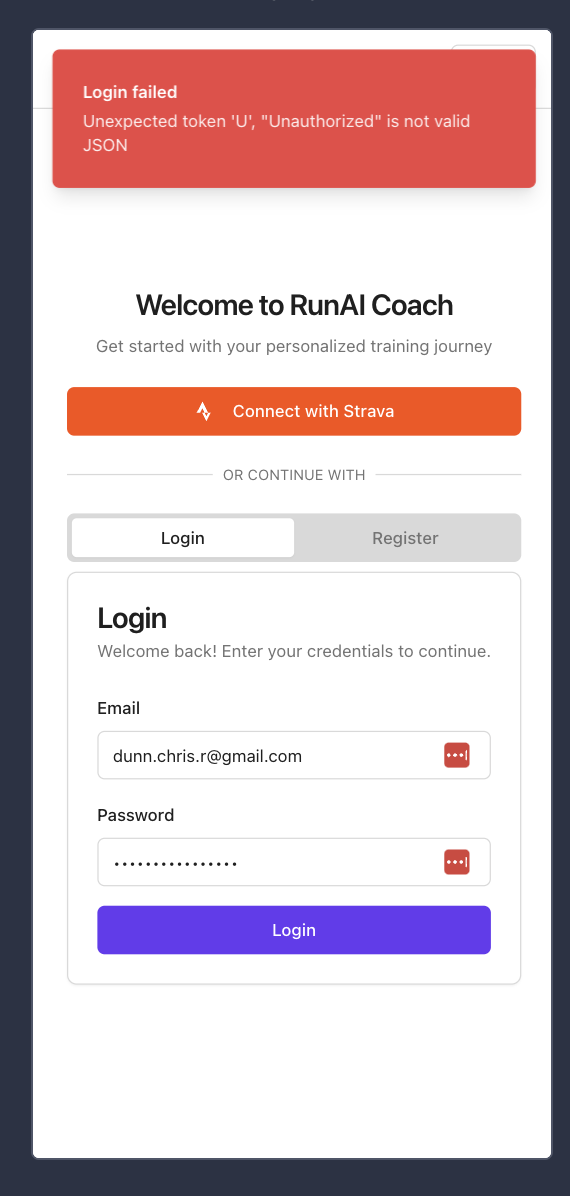 Login failed
Unexpected token 'U', "Unauthorized" is not valid
JSON
Welcome to RunAI Coach
Get started with your personalized training journey
Connect with Strava
OR CONTINUE WITH
Login
Register
Login
Welcome back! Enter your credentials to continue.
Email
dunn.chris.r@gmail.com
Password
••••••••••••••••
Login